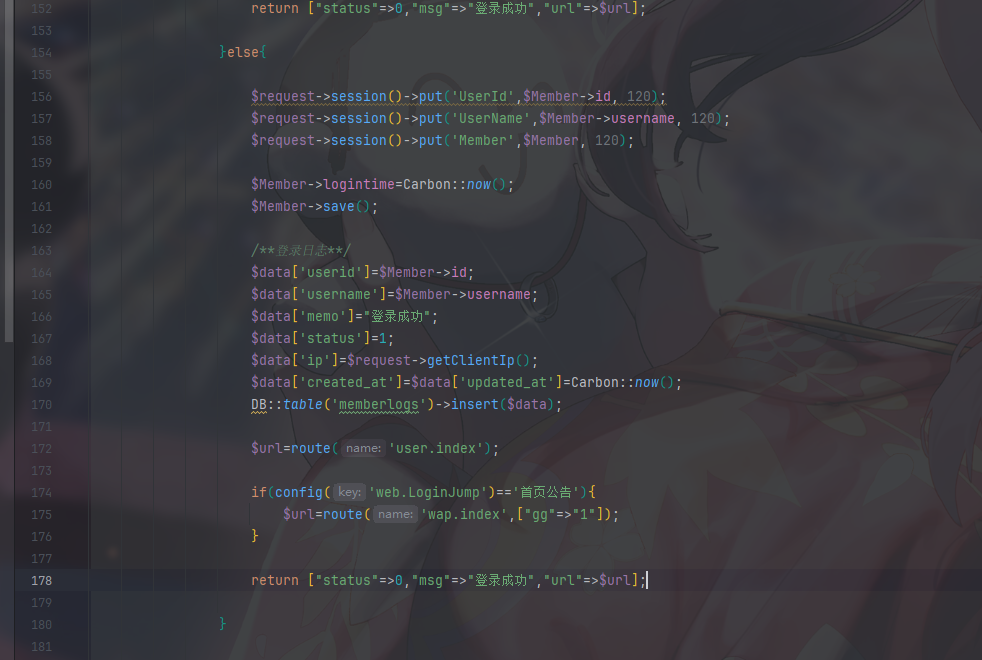 152 return ["status"=>0,"msg"=>"登录成功","url"=>$url];
153
154 }else{
155
156 $request->session()->put('UserId',$Member->id, 120);
157 $request->session()->put('UserName',$Member->username, 120);
158 $request->session()->put('Member',$Member, 120);
159
160 $Member->logintime=Carbon::now();
161 $Member->save();
162
163 /**登录日志**/
164 $data['userid']=$Member->id;
165 $data['username']=$Member->username;
166 $data['memo']="登录成功";
167 $data['status']=1;
168 $data['ip']=$request->getClientIp();
169 $data['created_at']=$data['updated_at']=Carbon::now();
170 DB::table('memberlogs')->insert($data);
171
172 $url=route( name: 'user.index');
173
174 if(config( key: 'web.LoginJump')=='首页公告'){
175 $url=route( name: 'wap.index',["gg"=>"1"]);
176 }
177
178 return ["status"=>0,"msg"=>"登录成功","url"=>$url];
179
180 }
181